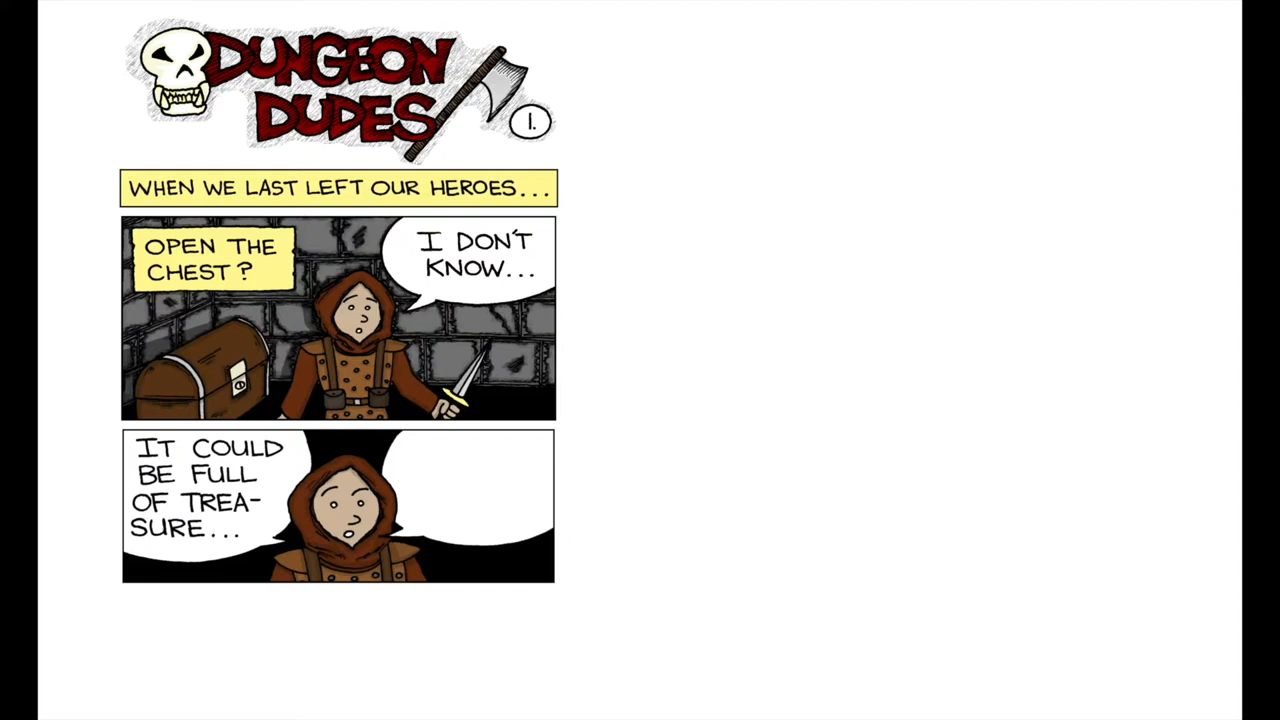 DUNGEON
DUDES
1.
WHEN WE LAST LEFT OUR HEROES...
OPEN THE
CHEST?
I DON'T
KNOW...
IT COULD
BE FULL
OF TREA-
SURE...